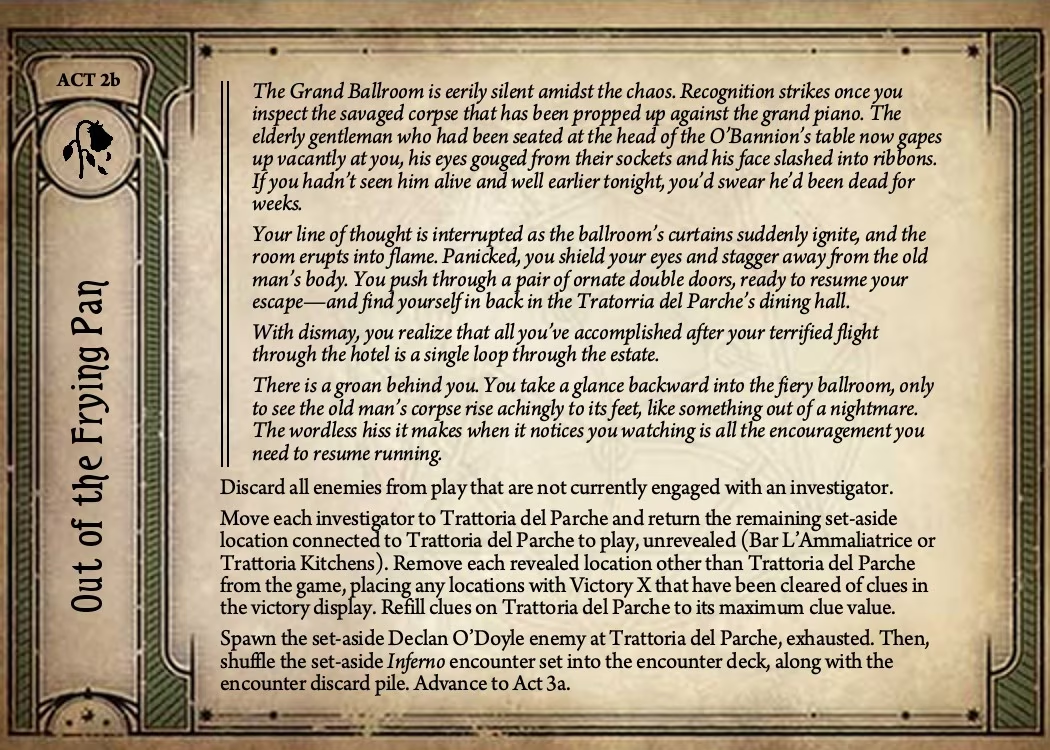 ACT 2b
Out of the Frying Pan
The Grand Ballroom is eerily silent amidst the chaos. Recognition strikes once you
inspect the savaged corpse that has been propped up against the grand piano. The
elderly gentleman who had been seated at the head of the O’Bannion’s table now gapes
up vacantly at you, his eyes gouged from their sockets and his face slashed into ribbons.
If you hadn’t seen him alive and well earlier tonight, you’d swear he’d been dead for
weeks.
Your line of thought is interrupted as the ballroom’s curtains suddenly ignite, and the
room erupts into flame. Panicked, you shield your eyes and stagger away from the old
man’s body. You push through a pair of ornate double doors, ready to resume your
escape—and find yourself in back in the Tratorria del Parche’s dining hall.
With dismay, you realize that all you’ve accomplished after your terrified flight
through the hotel is a single loop through the estate.
There is a groan behind you. You take a glance backward into the fiery ballroom, only
to see the old man’s corpse rise achingly to its feet, like something out of a nightmare.
The wordless hiss it makes when it notices you watching is all the encouragement you
need to resume running.
Discard all enemies from play that are not currently engaged with an investigator.
Move each investigator to Trattoria del Parche and return the remaining set-aside
location connected to Trattoria del Parche to play, unrevealed (Bar L’Ammaliatrice or
Trattoria Kitchens). Remove each revealed location other than Trattoria del Parche
from the game, placing any locations with Victory X that have been cleared of clues in
the victory display. Refill clues on Trattoria del Parche to its maximum clue value.
Spawn the set-aside Declan O’Doyle enemy at Trattoria del Parche, exhausted. Then,
shuffle the set-aside Inferno encounter set into the encounter deck, along with the
encounter discard pile. Advance to Act 3a.